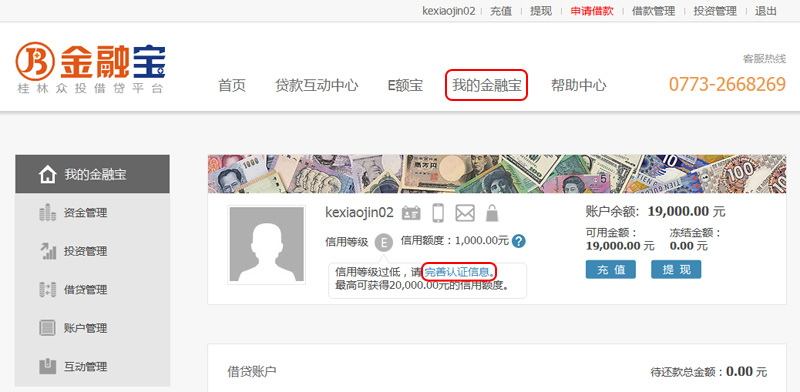 kexiaojin02 | 充值 | 提现 | 申请借款 | 借款管理 | 投资管理 | 退出
JB 金融宝
桂林众投借贷平台
首页 贷款互动中心 E额宝 我的金融宝 帮助中心
客服热线
0773-2668269
我的金融宝
资金管理
投资管理
借贷管理
账户管理
互动管理
kexiaojin02
信用等级 E 信用额度：1,000.00元 ?
信用等级过低，请完善认证信息。
最高可获得20,000.00元的信用额度。
账户余额: 19,000.00 元
可用金额： 冻结金额：
19,000.00 元 0.00 元
充 值 提 现
借贷账户
待还款总金额：0.00 元